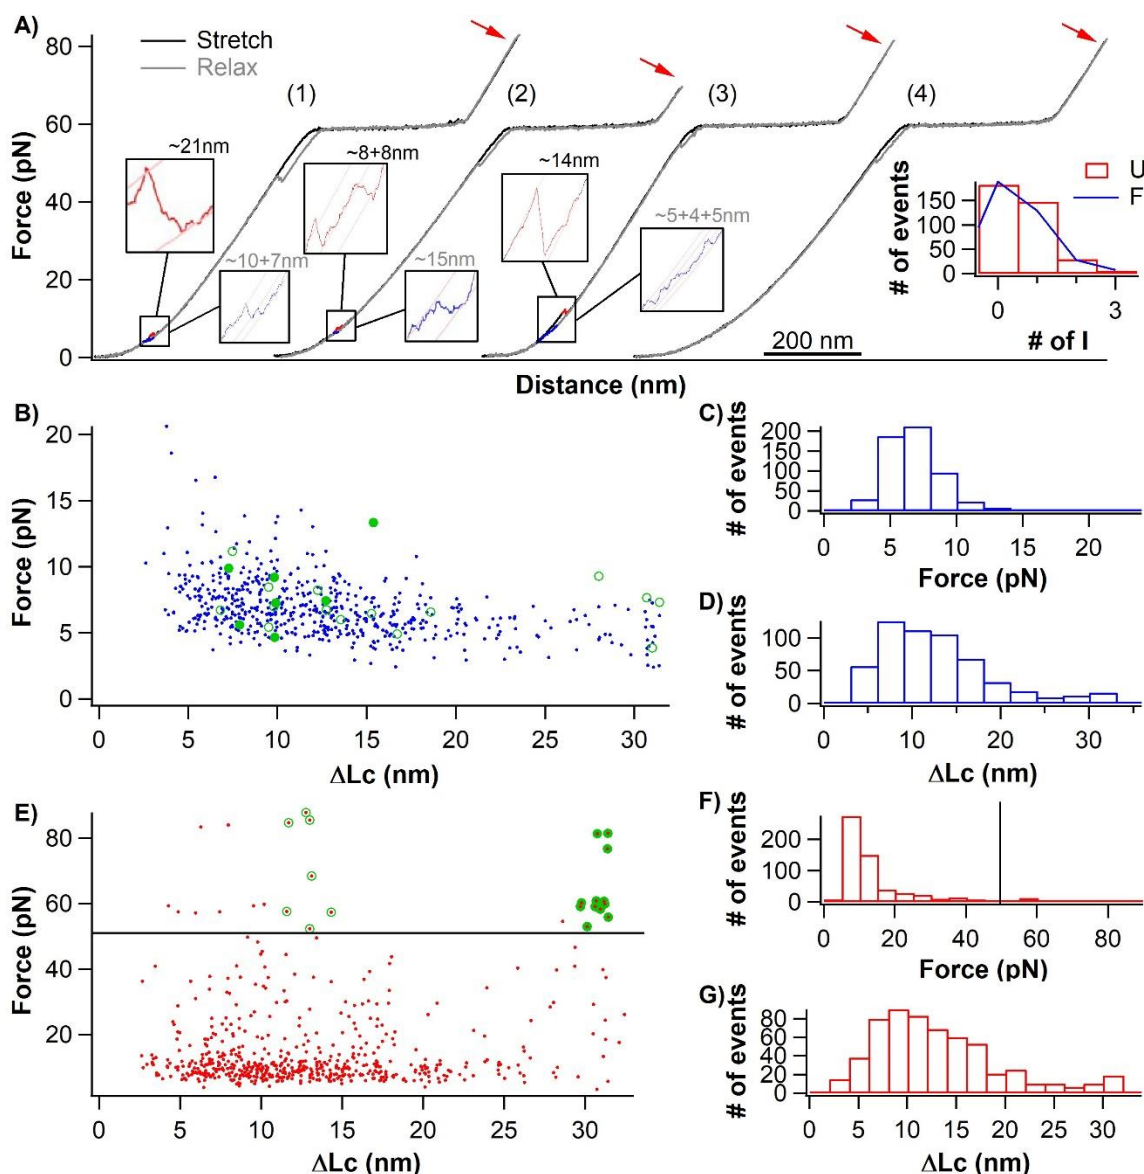 A)
Stretch
Relax
(1)
(2)
(3)
(4)
Force (pN)
80
60
40
20
0
~21nm
~10+7nm
~8+8nm
~15nm
~14nm
~5+4+5nm
# of events
150
100
50
0
U
F
0
3
# of I
200 nm
Distance (nm)
B)
Force (pN)
20
15
10
5
0
0 5 10 15 20 25 30
ΔLc (nm)
C)
# of events
200
150
100
50
0
0 5 10 15 20
Force (pN)
D)
# of events
100
50
0
0 10 20 30
ΔLc (nm)
E)
Force (pN)
80
60
40
20
0 5 10 15 20 25 30
ΔLc (nm)
F)
# of events
200
100
0
0 20 40 60 80
Force (pN)
G)
# of events
80
60
40
20
0
0 5 10 15 20 25 30
ΔLc (nm)